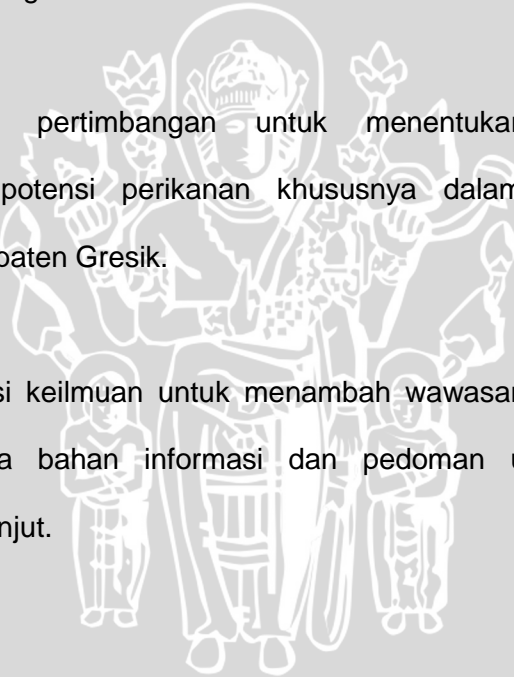 pertimbangan untuk menentukan
potensi perikanan khususnya dalam
paten Gresik.
si keilmuan untuk menambah wawasan
a bahan informasi dan pedoman u
njut.